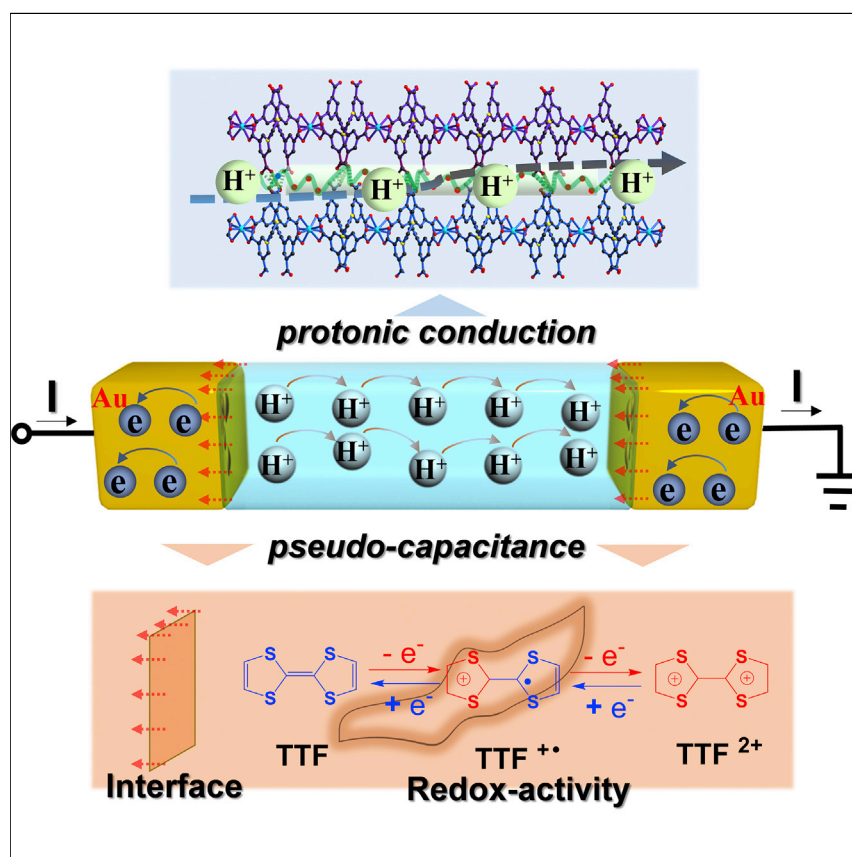 H+ H+ H+ H+
protonic conduction
I Au Au I
e e H+ H+ H+ H+ H+ e e
e e H+ H+ H+ H+ H+ e e
pseudo-capacitance
S S - e- S S - e- S S
S S + e- S S + e- S S
TTF TTF +• TTF 2+
Interface Redox-activity